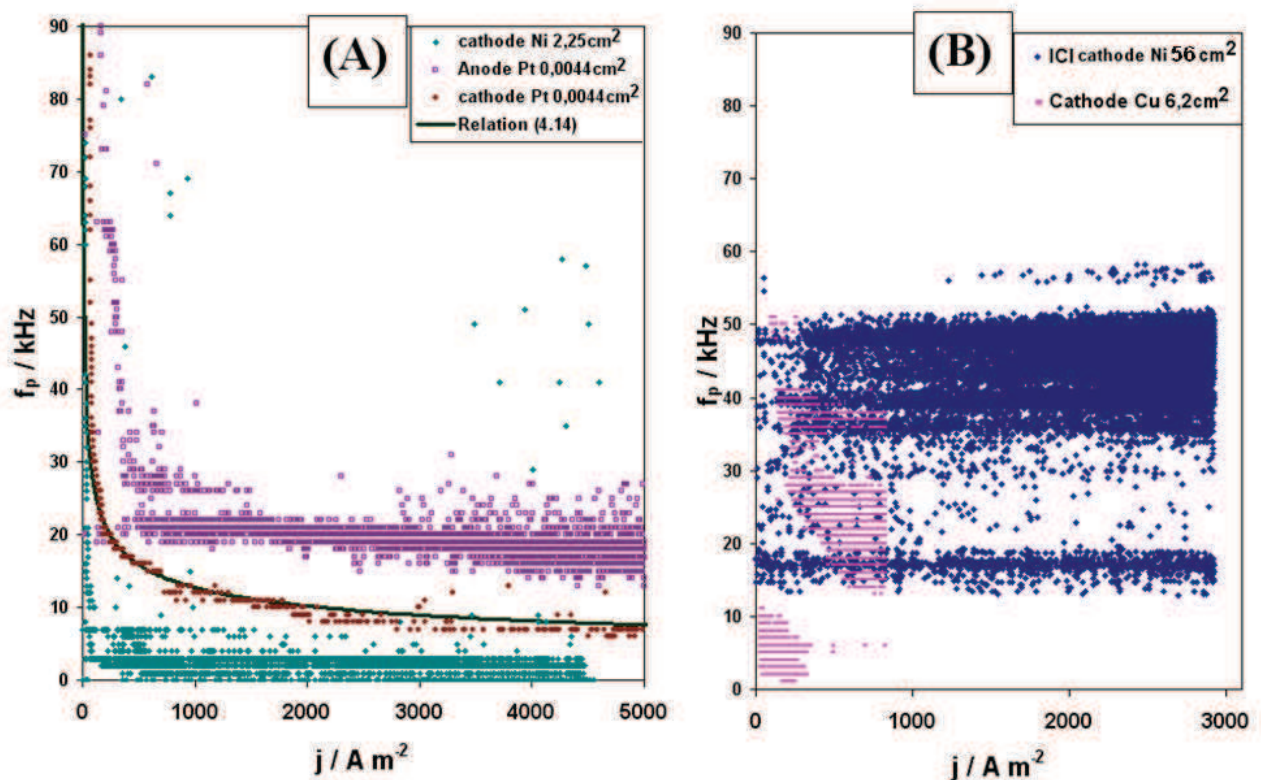 (A)
cathode Ni 2,25cm²
Anode Pt 0,0044cm²
cathode Pt 0,0044cm²
Relation (4.14)
90
80
70
60
50
40
30
20
10
0
fp / kHz
0 1000 2000 3000 4000 5000
j / A m⁻²
(B)
ICI cathode Ni 56 cm²
Cathode Cu 6,2cm²
90
80
70
60
50
40
30
20
10
0
fp / kHz
0 1000 2000 3000
j / A m⁻²